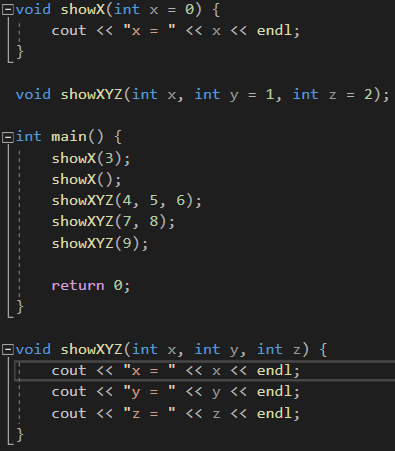 void showX(int x = 0) {
    cout << "x = " << x << endl;
}

void showXYZ(int x, int y = 1, int z = 2);

int main() {
    showX(3);
    showX();
    showXYZ(4, 5, 6);
    showXYZ(7, 8);
    showXYZ(9);

    return 0;
}

void showXYZ(int x, int y, int z) {
    cout << "x = " << x << endl;
    cout << "y = " << y << endl;
    cout << "z = " << z << endl;
}